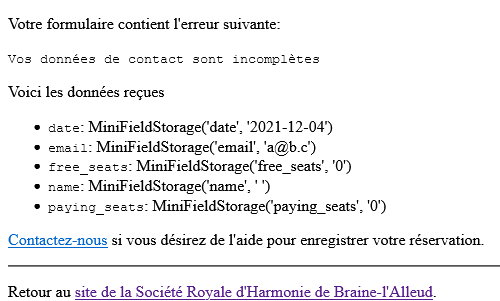 Votre formulaire contient l'erreur suivante:
Vos données de contact sont incomplètes
Voici les données reçues
• date: MiniFieldStorage('date', '2021-12-04')
• email: MiniFieldStorage('email', 'a@b.c')
• free_seats: MiniFieldStorage('free_seats', '0')
• name: MiniFieldStorage('name', ' ')
• paying_seats: MiniFieldStorage('paying_seats', '0')
Contactez-nous si vous désirez de l'aide pour enregistrer votre réservation.
Retour au site de la Société Royale d'Harmonie de Braine-l'Alleud.